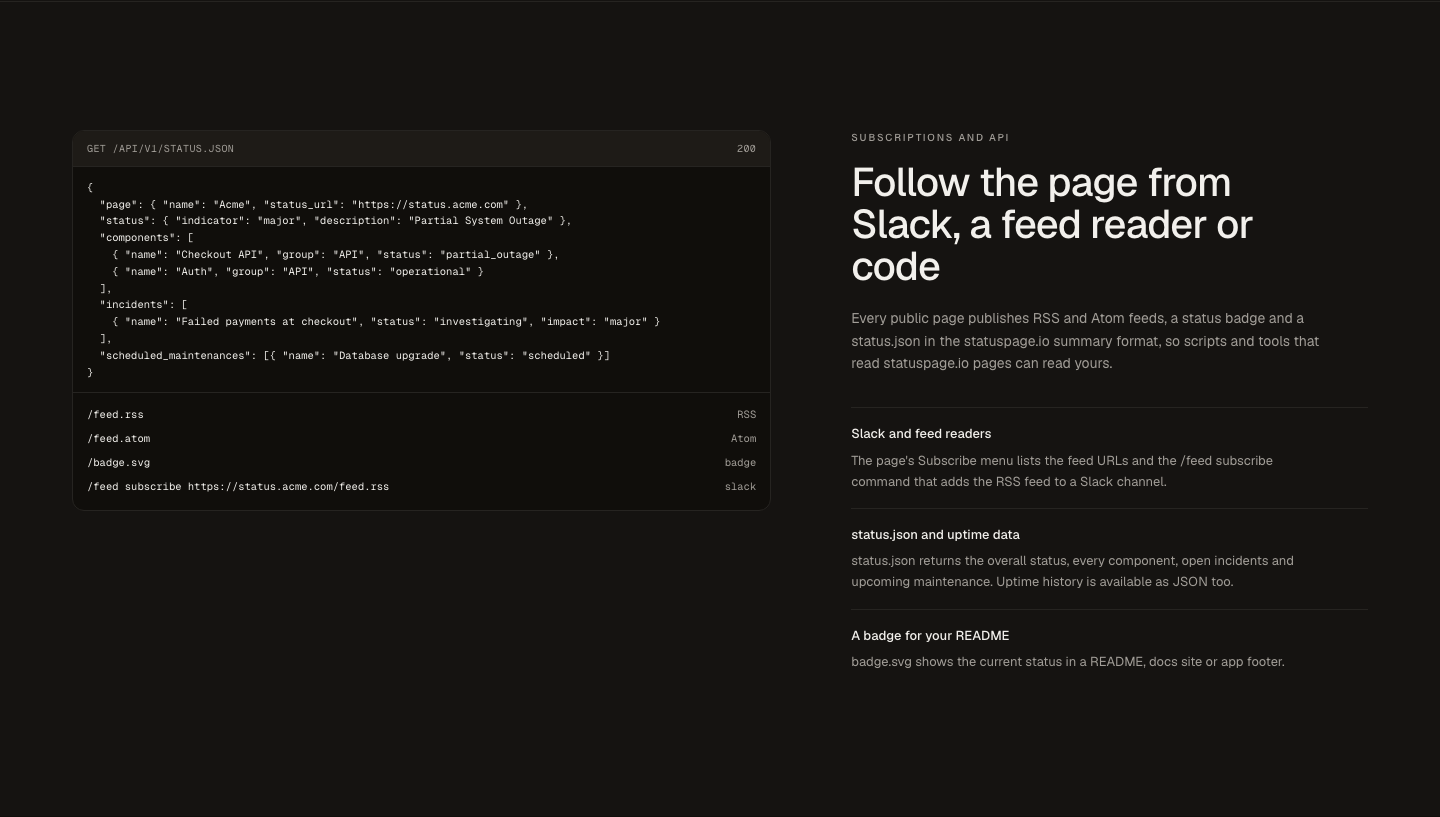 GET /API/V1/STATUS.JSON 200
{
  "page": { "name": "Acme", "status_url": "https://status.acme.com" },
  "status": { "indicator": "major", "description": "Partial System Outage" },
  "components": [
    { "name": "Checkout API", "group": "API", "status": "partial_outage" },
    { "name": "Auth", "group": "API", "status": "operational" }
  ],
  "incidents": [
    { "name": "Failed payments at checkout", "status": "investigating", "impact": "major" }
  ],
  "scheduled_maintenances": [{ "name": "Database upgrade", "status": "scheduled" }]
}
/feed.rss RSS
/feed.atom Atom
/badge.svg badge
/feed subscribe https://status.acme.com/feed.rss slack
SUBSCRIPTIONS AND API
Follow the page from
Slack, a feed reader or
code
Every public page publishes RSS and Atom feeds, a status badge and a
status.json in the statuspage.io summary format, so scripts and tools that
read statuspage.io pages can read yours.
Slack and feed readers
The page's Subscribe menu lists the feed URLs and the /feed subscribe
command that adds the RSS feed to a Slack channel.
status.json and uptime data
status.json returns the overall status, every component, open incidents and
upcoming maintenance. Uptime history is available as JSON too.
A badge for your README
badge.svg shows the current status in a README, docs site or app footer.